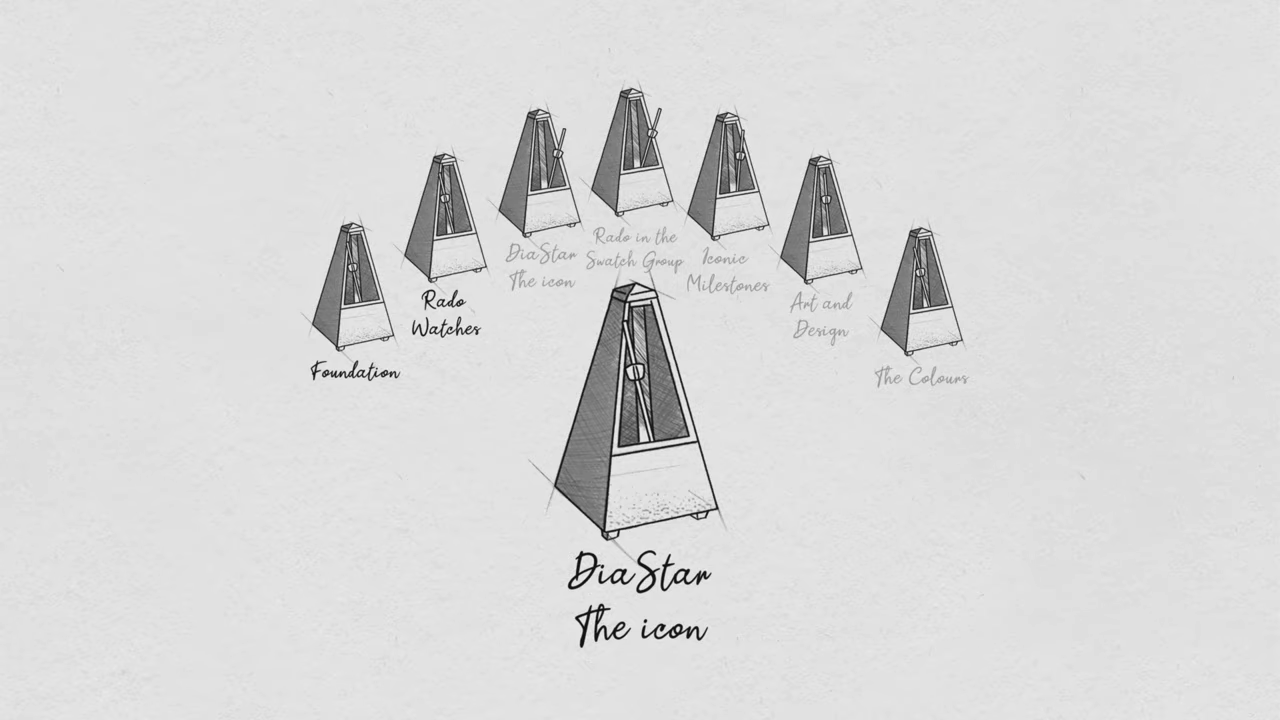 Foundation
Rado
Watches
DiaStar
The icon
Rado in the
Swatch Group
Iconic
Milestones
Art and
Design
The Colours
DiaStar
The icon